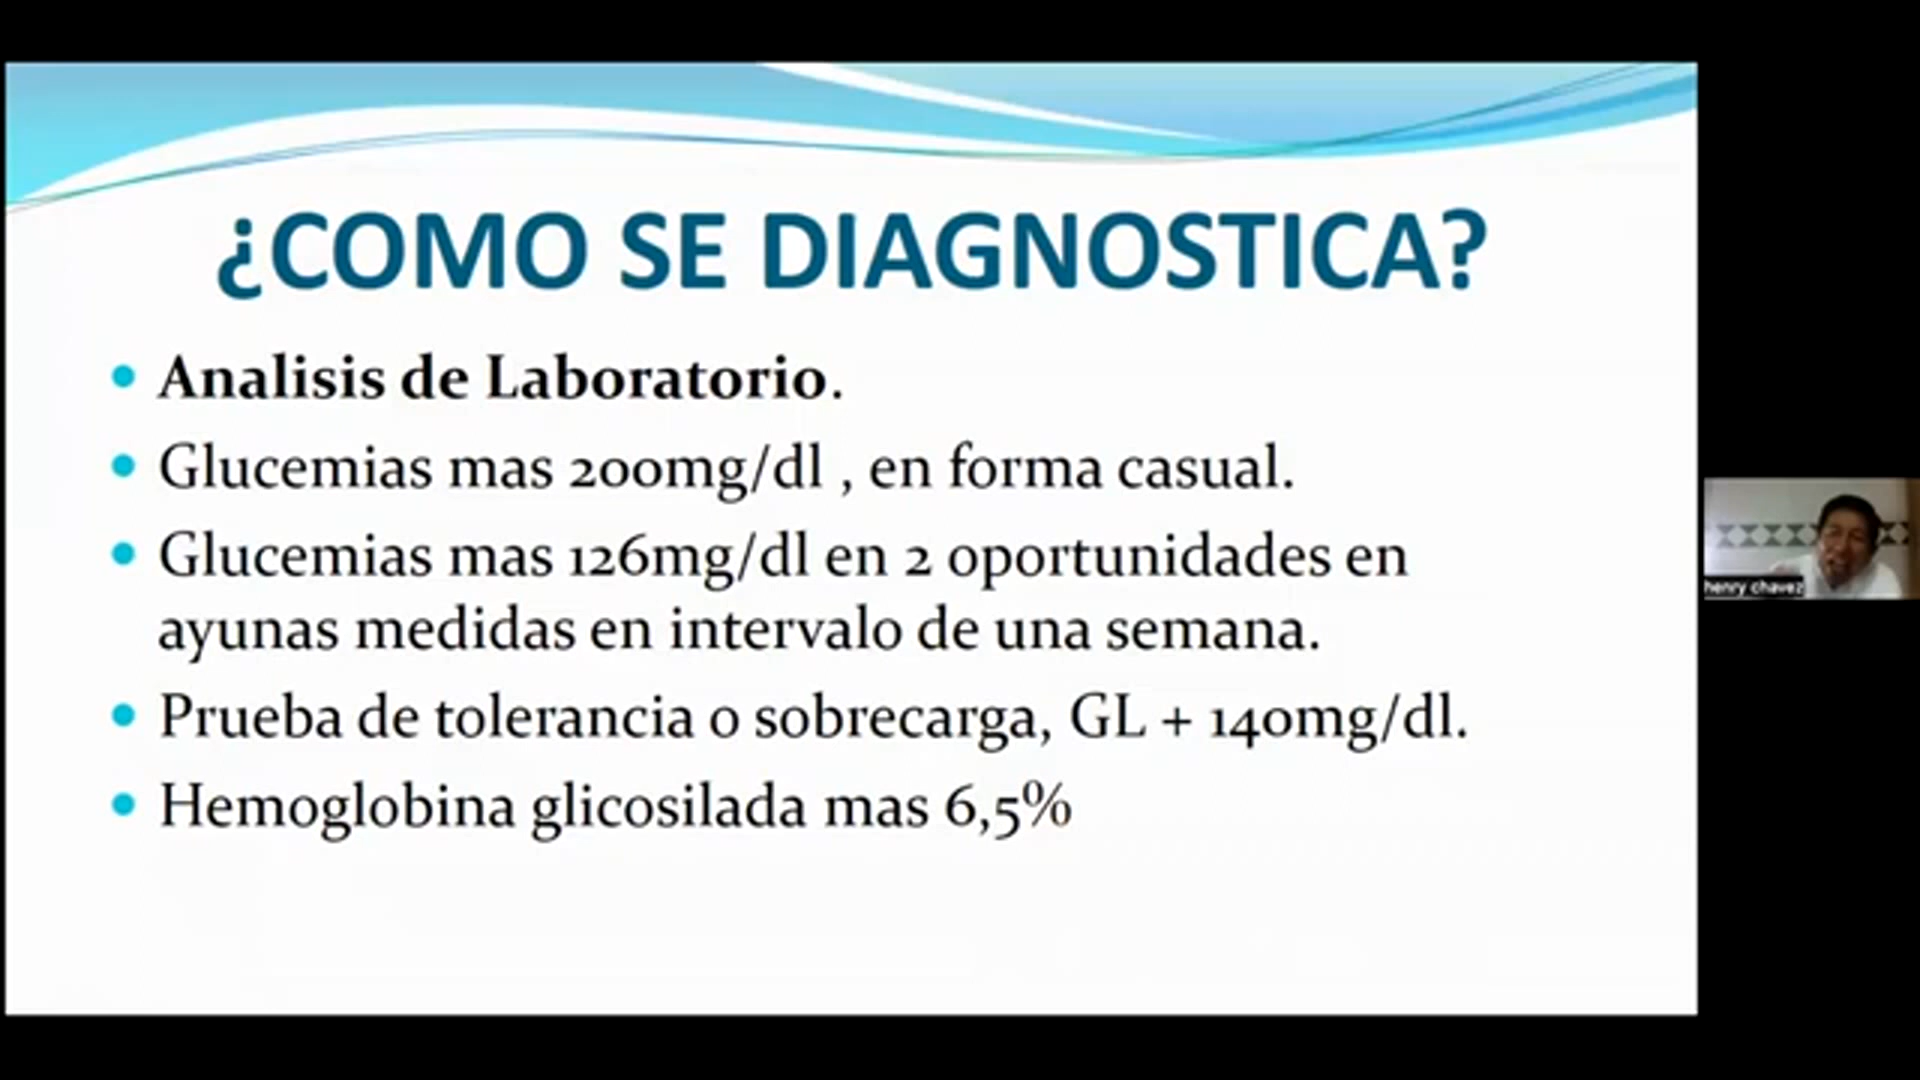 ¿COMO SE DIAGNOSTICA?
• Analisis de Laboratorio.
• Glucemias mas 200mg/dl , en forma casual.
• Glucemias mas 126mg/dl en 2 oportunidades en
ayunas medidas en intervalo de una semana.
• Prueba de tolerancia o sobrecarga, GL + 140mg/dl.
• Hemoglobina glicosilada mas 6,5%
henry chavez